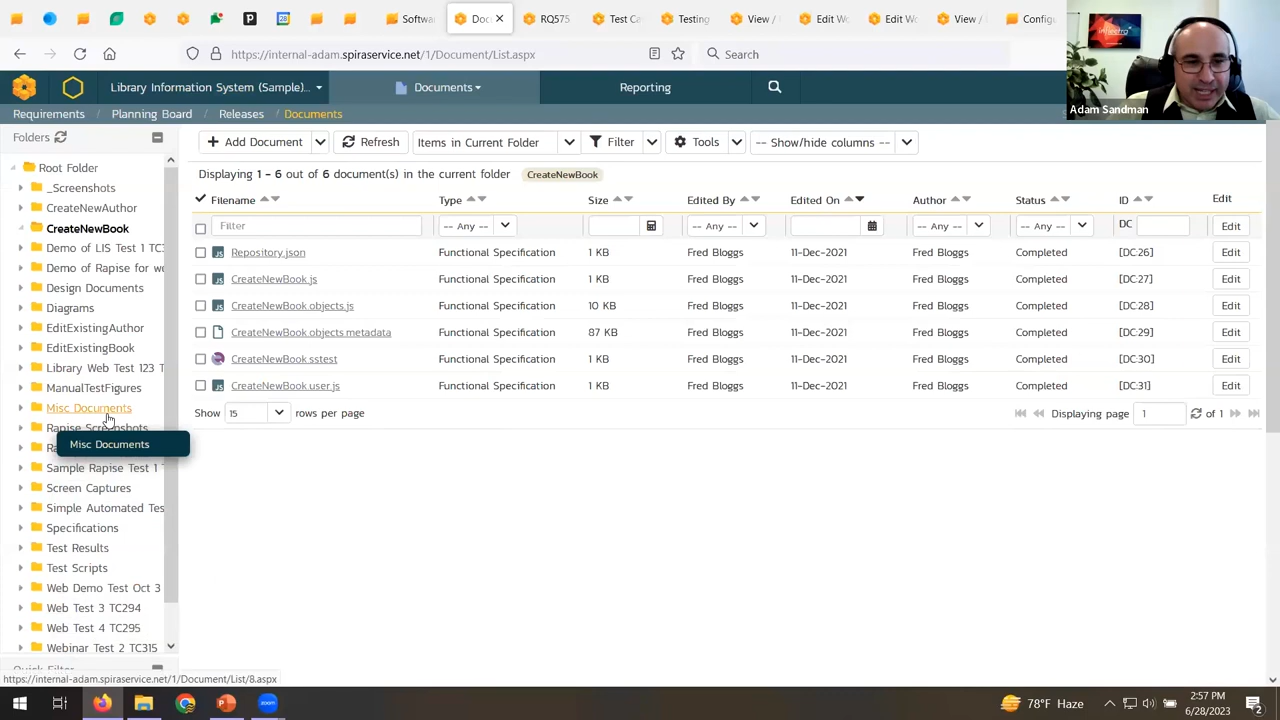 Softwa
Doc
RQ575
Test Ca
Testing
View /
Edit Wo
Edit Wo
View /
Config
https://internal-adam.spiraservice.net/Document/List.aspx
Search
Library Information System (Sample)...
Documents
Reporting
Adam Sandman
Requirements
Planning Board
Releases
Documents
Folders
Add Document
Refresh
Items in Current Folder
Filter
Tools
-- Show/hide columns --
Root Folder
_Screenshots
CreateNewAuthor
CreateNewBook
Demo of LIS Test 1 TC3
Demo of Rapise for we
Design Documents
Diagrams
EditExistingAuthor
EditExistingBook
Library Web Test 123 T
ManualTestFigures
Misc Documents
Rapise Screenshots
Ra
Misc Documents
Sample Rapise Test 1 T
Screen Captures
Simple Automated Tes
Specifications
Test Results
Test Scripts
Web Demo Test Oct 3
Web Test 3 TC294
Web Test 4 TC295
Webinar Test 2 TC315
Quick Filter
Displaying 1 - 6 out of 6 document(s) in the current folder CreateNewBook
Filename Type Size Edited By Edited On Author Status ID Edit
Filter -- Any -- -- Any -- -- Any -- -- Any -- DC Edit
Repository.json Functional Specification 1 KB Fred Bloggs 11-Dec-2021 Fred Bloggs Completed [DC:26] Edit
CreateNewBook.js Functional Specification 1 KB Fred Bloggs 11-Dec-2021 Fred Bloggs Completed [DC:27] Edit
CreateNewBook.objects.js Functional Specification 10 KB Fred Bloggs 11-Dec-2021 Fred Bloggs Completed [DC:28] Edit
CreateNewBook.objects.metadata Functional Specification 87 KB Fred Bloggs 11-Dec-2021 Fred Bloggs Completed [DC:29] Edit
CreateNewBook.sstest Functional Specification 1 KB Fred Bloggs 11-Dec-2021 Fred Bloggs Completed [DC:30] Edit
CreateNewBook.user.js Functional Specification 1 KB Fred Bloggs 11-Dec-2021 Fred Bloggs Completed [DC:31] Edit
Show 15 rows per page
Displaying page 1 of 1
https://internal-adam.spiraservice.net/1/Document/List/8.aspx
78°F Haze
2:57 PM
6/28/2023
2